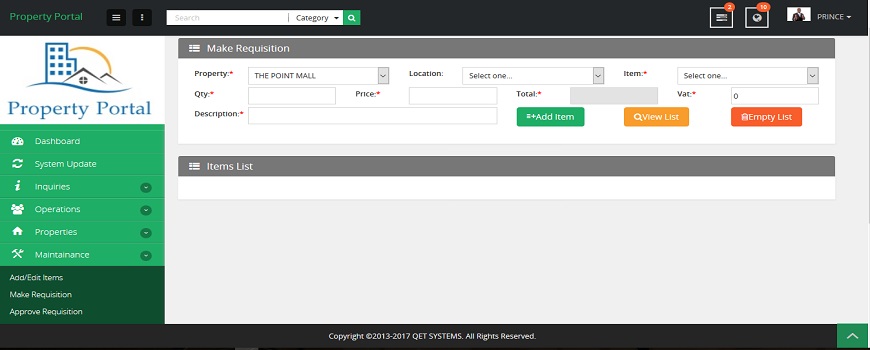 Property Portal Search Category 2 10 PRINCE
Property Portal
Dashboard
System Update
Inquiries
Operations
Properties
Maintainance
Add/Edit Items
Make Requisition
Approve Requisition
Make Requisition
Property:* THE POINT MALL Location: Select one... Item:* Select one...
Qty:* Price:* Total:* Vat:* 0
Description:* Add Item View List Empty List
Items List
Copyright ©2013-2017 QET SYSTEMS. All Rights Reserved.